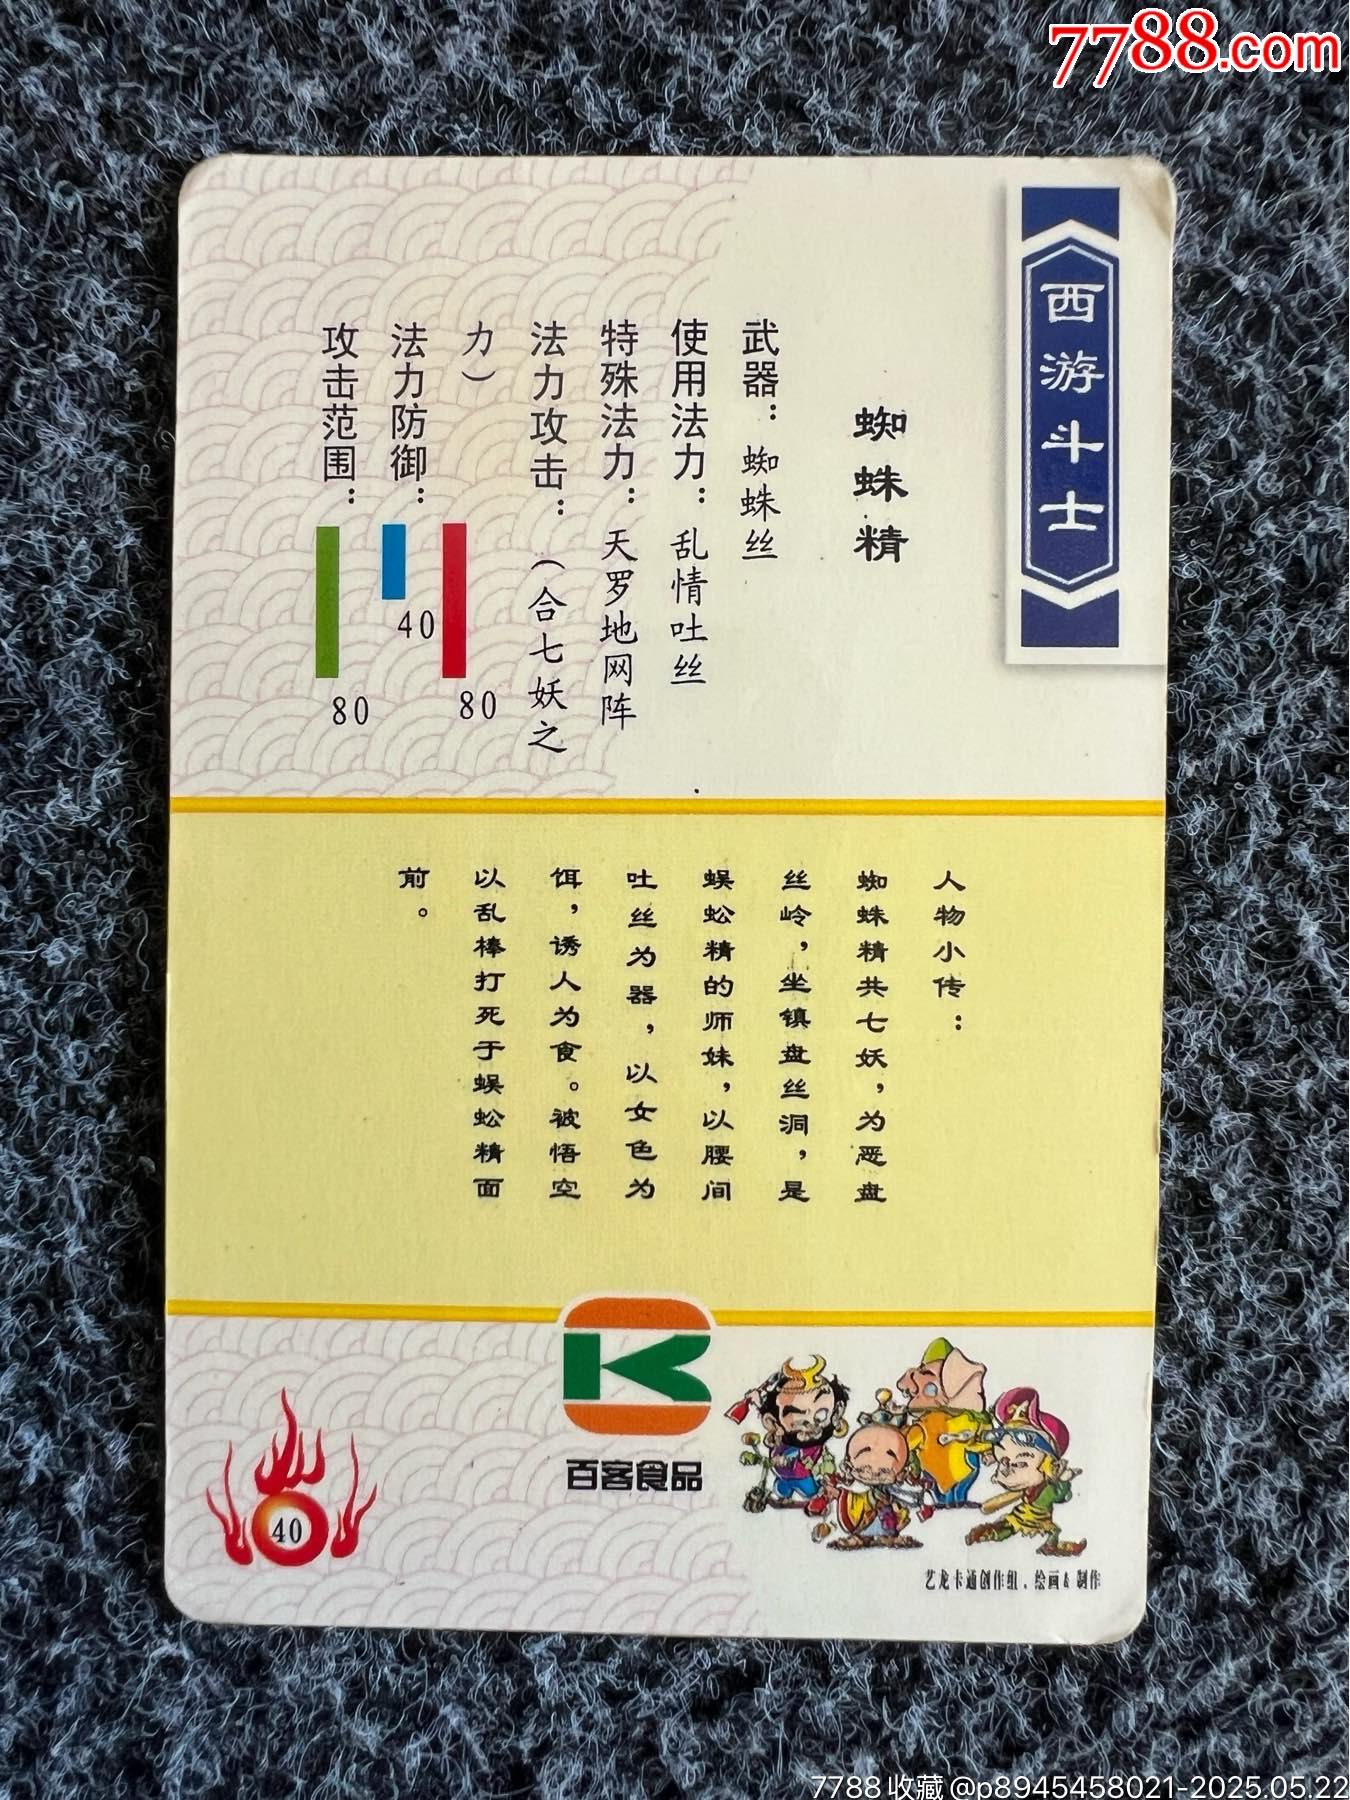 7788.com
西游斗士
蜘蛛精
武器：蜘蛛丝
使用法力：乱情吐丝
特殊法力：天罗地网阵
法力攻击：（合七妖之
力） 80
法力防御： 40
攻击范围： 80
人物小传：
蜘蛛精共七妖，为恶盘
丝岭，坐镇盘丝洞，是
蜈蚣精的师妹，以腰间
吐丝为器，以女色为
饵，诱人为食。被悟空
以乱棒打死于蜈蚣精面
前。
百客食品
40
艺龙卡通创作组．绘画&制作
7788收藏@p8945458021-2025.05.22